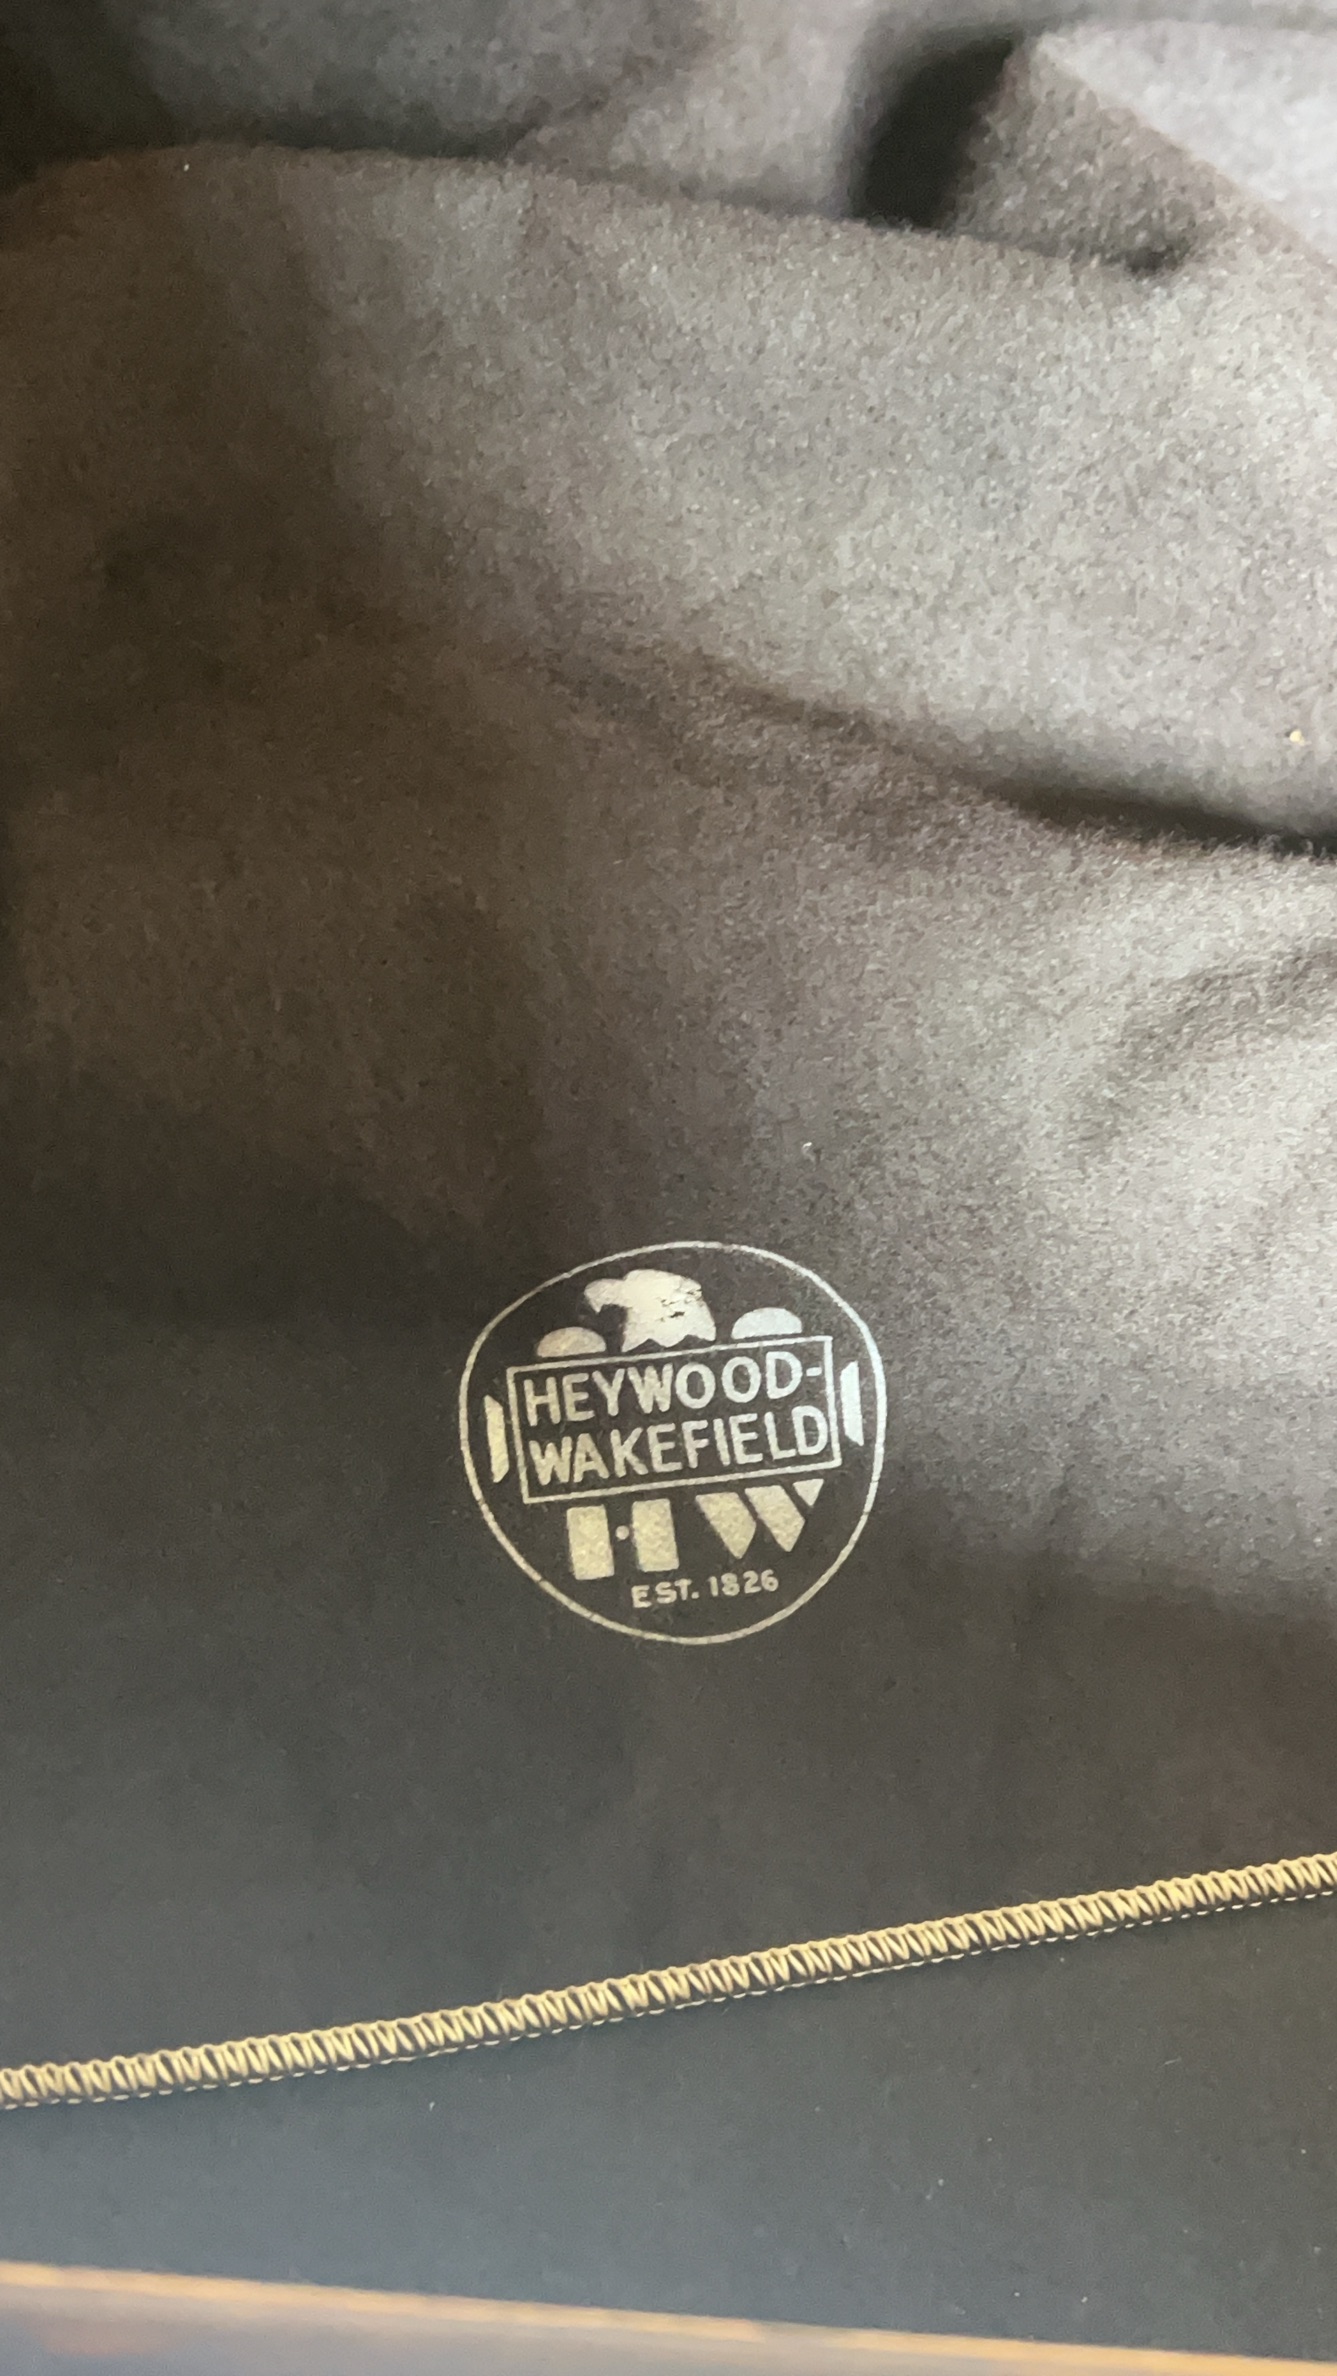 HEYWOOD-
WAKEFIELD
H·W
EST. 1826